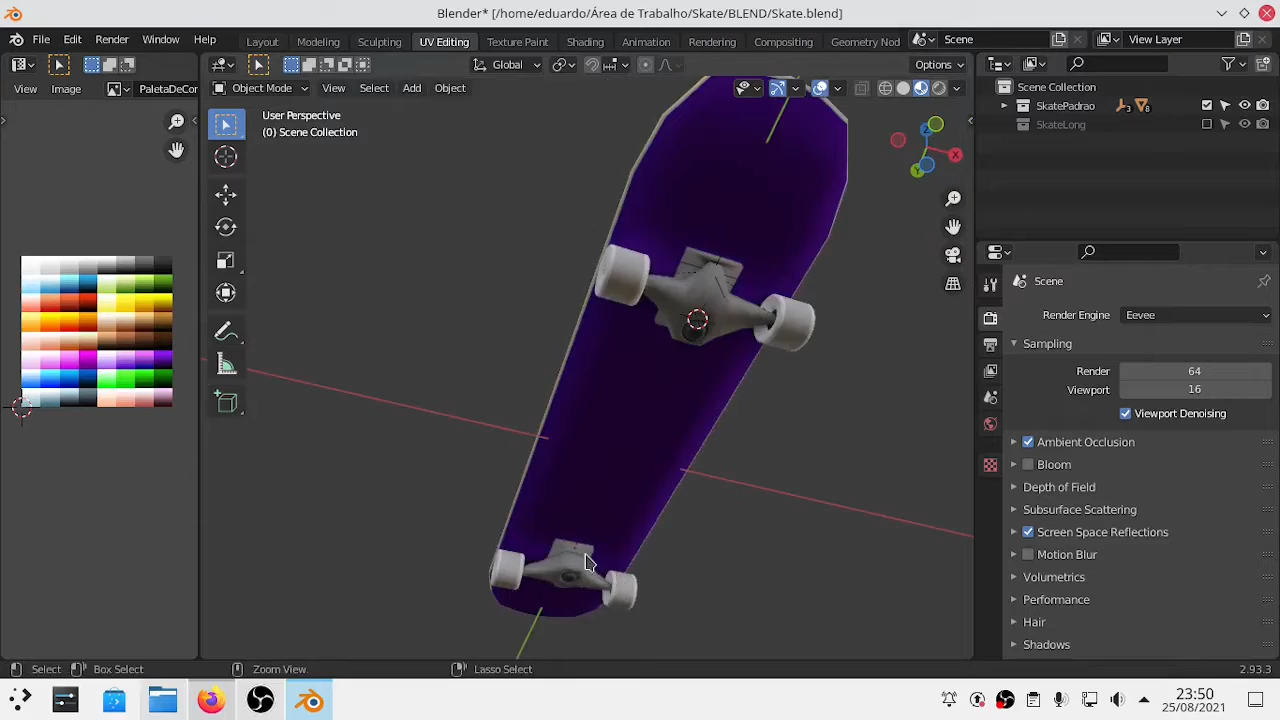 Blender* [/home/eduardo/Área de Trabalho/Skate/BLEND/Skate.blend]
File Edit Render Window Help
Layout Modeling Sculpting UV Editing Texture Paint Shading Animation Rendering Compositing Geometry Nod
Scene View Layer
Global Options
View Image PaletaDeCor
Object Mode View Select Add Object
User Perspective
(0) Scene Collection
Z
X
Y
Scene Collection
SkatePadrao 3 8
SkateLong
Scene
Render Engine Eevee
Sampling
Render 64
Viewport 16
Viewport Denoising
Ambient Occlusion
Bloom
Depth of Field
Subsurface Scattering
Screen Space Reflections
Motion Blur
Volumetrics
Performance
Hair
Shadows
Select Box Select Zoom View Lasso Select 2.93.3
23:50
25/08/2021